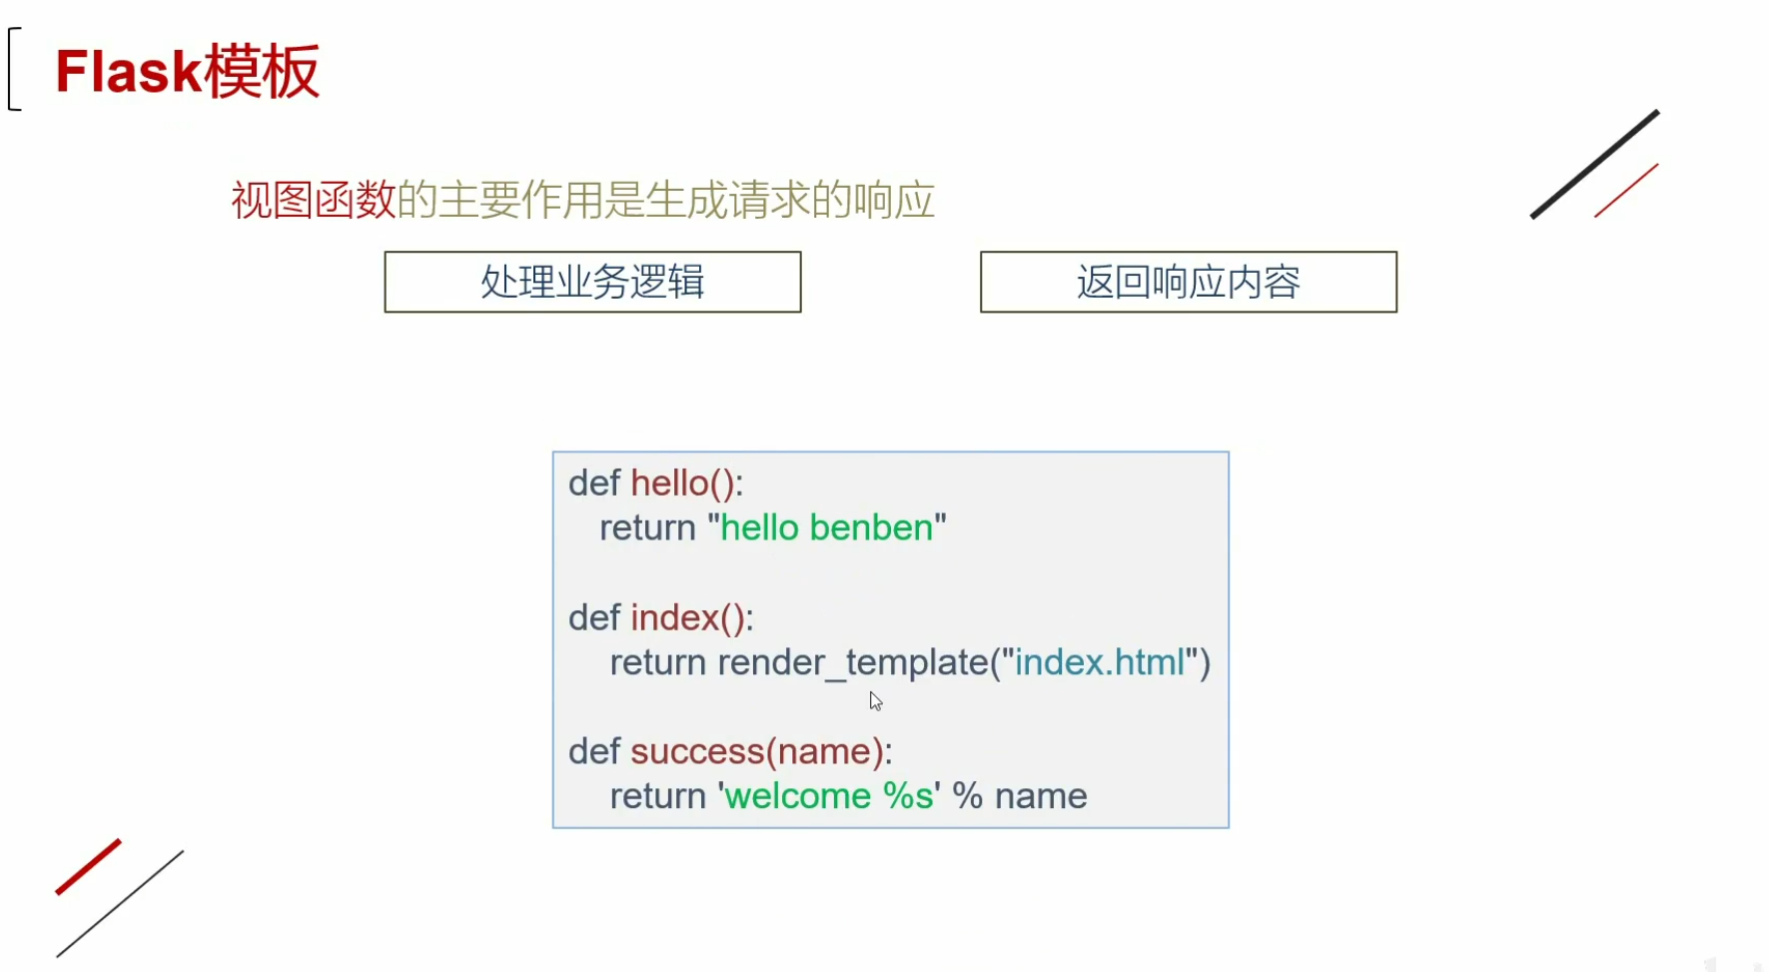 Flask模板
视图函数的主要作用是生成请求的响应
处理业务逻辑
返回响应内容
def hello():
return "hello benben"
def index():
return render_template("index.html")
def success(name):
return 'welcome %s' % name